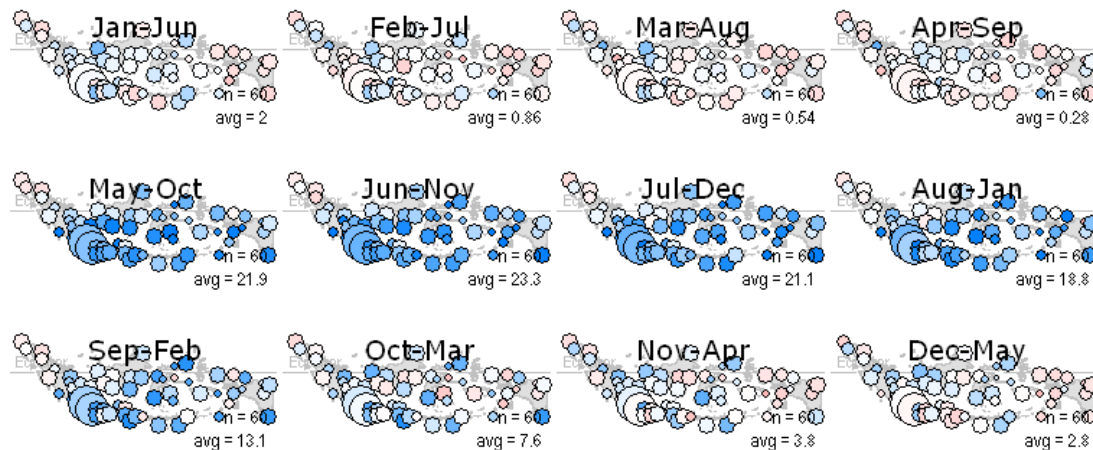 Jan-Jun Feb-Jul Mar-Aug Apr-Sep
Equator
n = 60 n = 60 n = 60 n = 60
avg = 2 avg = 0.86 avg = 0.54 avg = 0.28
May-Oct Jun-Nov Jul-Dec Aug-Jan
n = 60 n = 60 n = 60 n = 60
avg = 21.9 avg = 23.3 avg = 21.1 avg = 18.8
Sep-Feb Oct-Mar Nov-Apr Dec-May
n = 60 n = 60 n = 60 n = 60
avg = 13.1 avg = 7.6 avg = 3.8 avg = 2.8